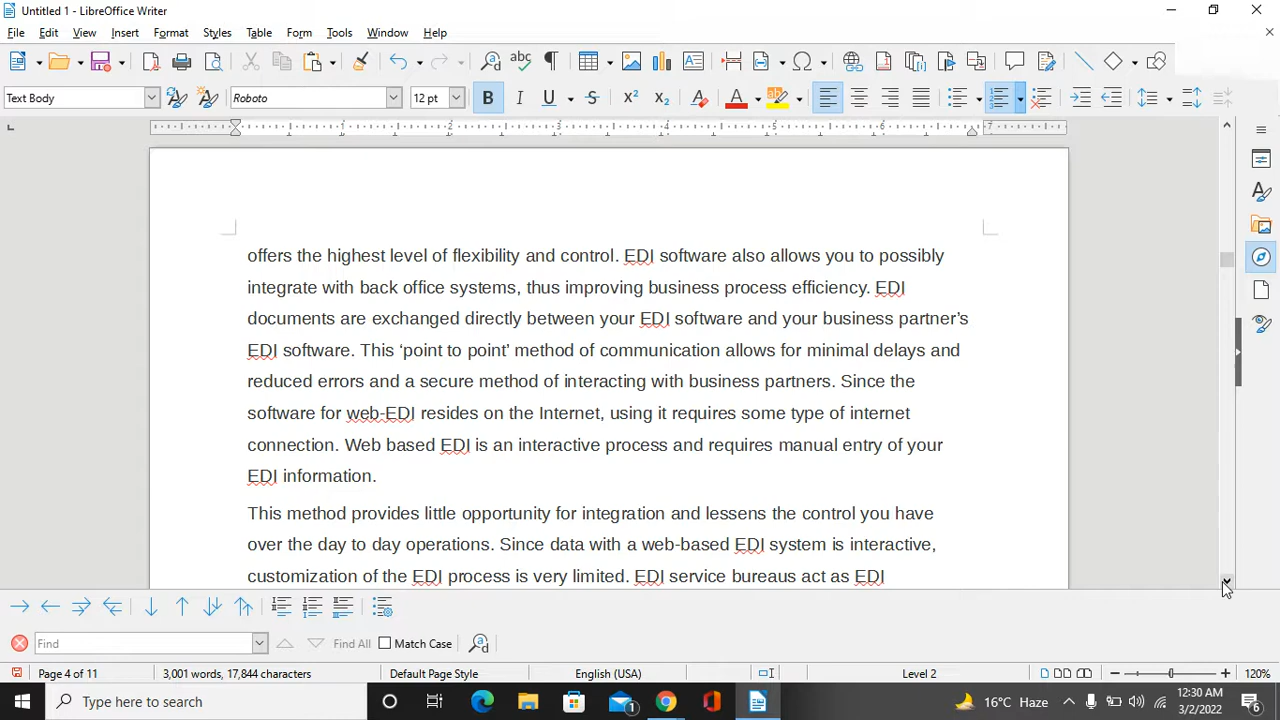 Untitled 1 - LibreOffice Writer
File Edit View Insert Format Styles Table Form Tools Window Help
Text Body Roboto 12 pt
1 2 3 4 5 6 7
offers the highest level of flexibility and control. EDI software also allows you to possibly
integrate with back office systems, thus improving business process efficiency. EDI
documents are exchanged directly between your EDI software and your business partner’s
EDI software. This ‘point to point’ method of communication allows for minimal delays and
reduced errors and a secure method of interacting with business partners. Since the
software for web-EDI resides on the Internet, using it requires some type of internet
connection. Web based EDI is an interactive process and requires manual entry of your
EDI information.
This method provides little opportunity for integration and lessens the control you have
over the day to day operations. Since data with a web-based EDI system is interactive,
customization of the EDI process is very limited. EDI service bureaus act as EDI
Find Find All Match Case
Page 4 of 11 3,001 words, 17,844 characters Default Page Style English (USA) Level 2 120%
Type here to search 1 16°C Haze 12:30 AM 6
3/2/2022